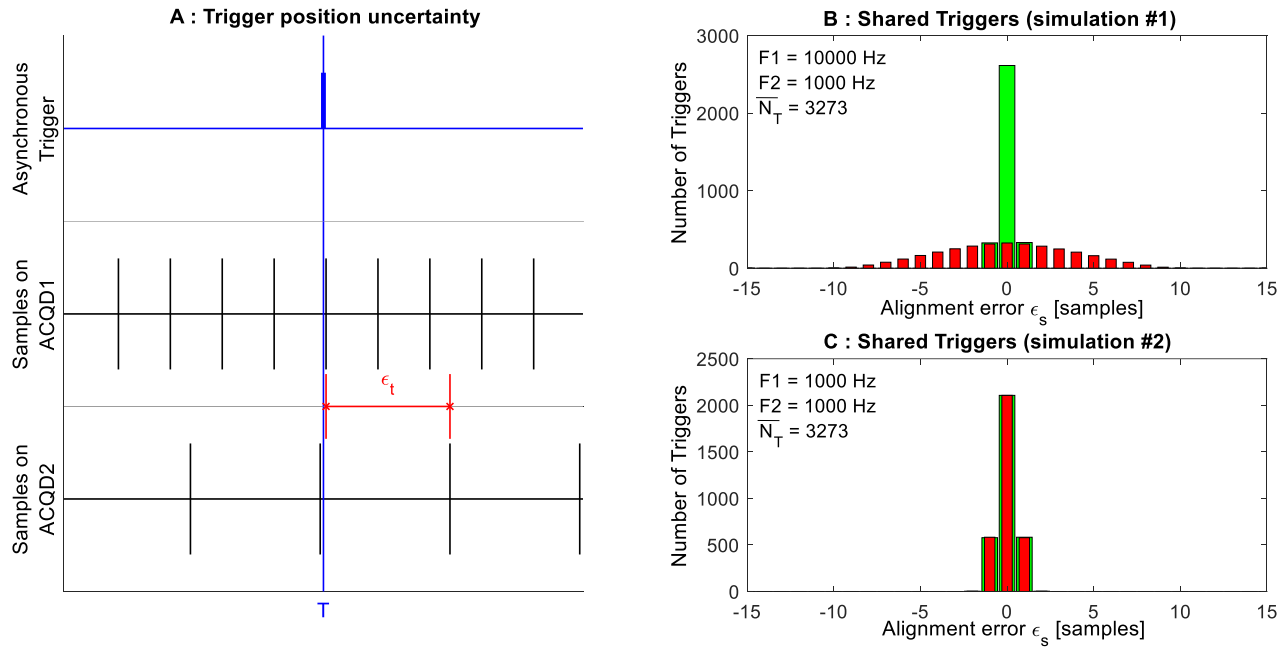 A : Trigger position uncertainty
Asynchronous
Trigger
Samples on
ACQD1
ϵt
Samples on
ACQD2
T
B : Shared Triggers (simulation #1)
Number of Triggers
3000
2000
1000
0
F1 = 10000 Hz
F2 = 1000 Hz
N̅T = 3273
-15 -10 -5 0 5 10 15
Alignment error ϵs [samples]
C : Shared Triggers (simulation #2)
Number of Triggers
2500
2000
1500
1000
500
0
F1 = 1000 Hz
F2 = 1000 Hz
N̅T = 3273
-15 -10 -5 0 5 10 15
Alignment error ϵs [samples]